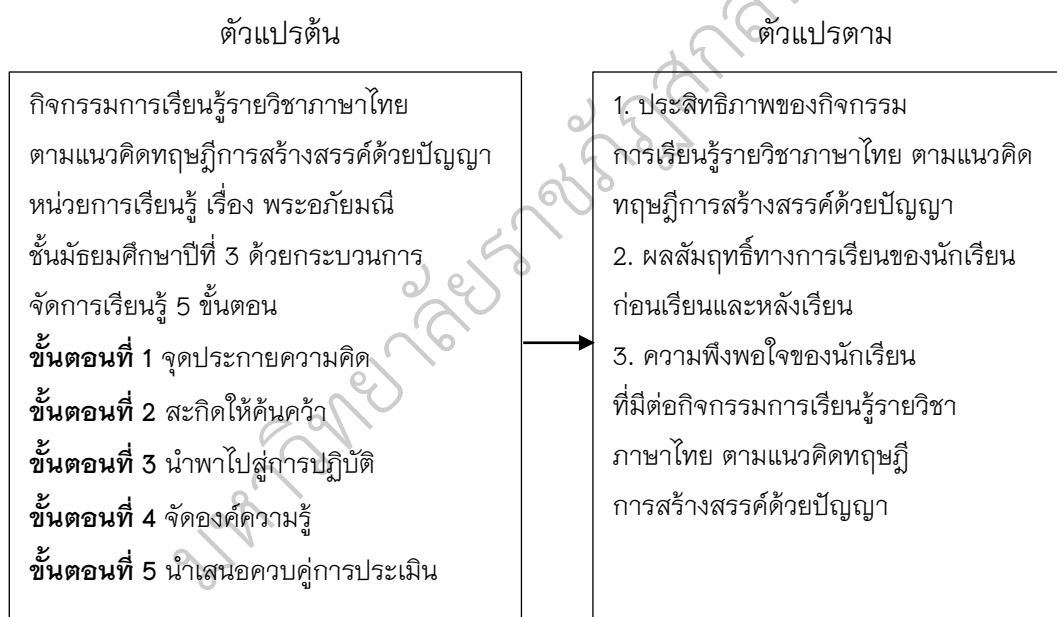 ตัวแปรต้น
กิจกรรมการเรียนรู้รายวิชาภาษาไทย
ตามแนวคิดทฤษฎีการสร้างสรรค์ด้วยปัญญา
หน่วยการเรียนรู้ เรื่อง พระอภัยมณี
ชั้นมัธยมศึกษาปีที่ 3 ด้วยกระบวนการ
จัดการเรียนรู้ 5 ขั้นตอน
ขั้นตอนที่ 1 จุดประกายความคิด
ขั้นตอนที่ 2 สะกิดให้ค้นคว้า
ขั้นตอนที่ 3 นำพาไปสู่การปฏิบัติ
ขั้นตอนที่ 4 จัดองค์ความรู้
ขั้นตอนที่ 5 นำเสนอควบคู่การประเมิน
ตัวแปรตาม
1. ประสิทธิภาพของกิจกรรม
การเรียนรู้รายวิชาภาษาไทย ตามแนวคิด
ทฤษฎีการสร้างสรรค์ด้วยปัญญา
2. ผลสัมฤทธิ์ทางการเรียนของนักเรียน
ก่อนเรียนและหลังเรียน
3. ความพึงพอใจของนักเรียน
ที่มีต่อกิจกรรมการเรียนรู้รายวิชา
ภาษาไทย ตามแนวคิดทฤษฎี
การสร้างสรรค์ด้วยปัญญา
มหาวิทยาลัยราชภัฏสกล